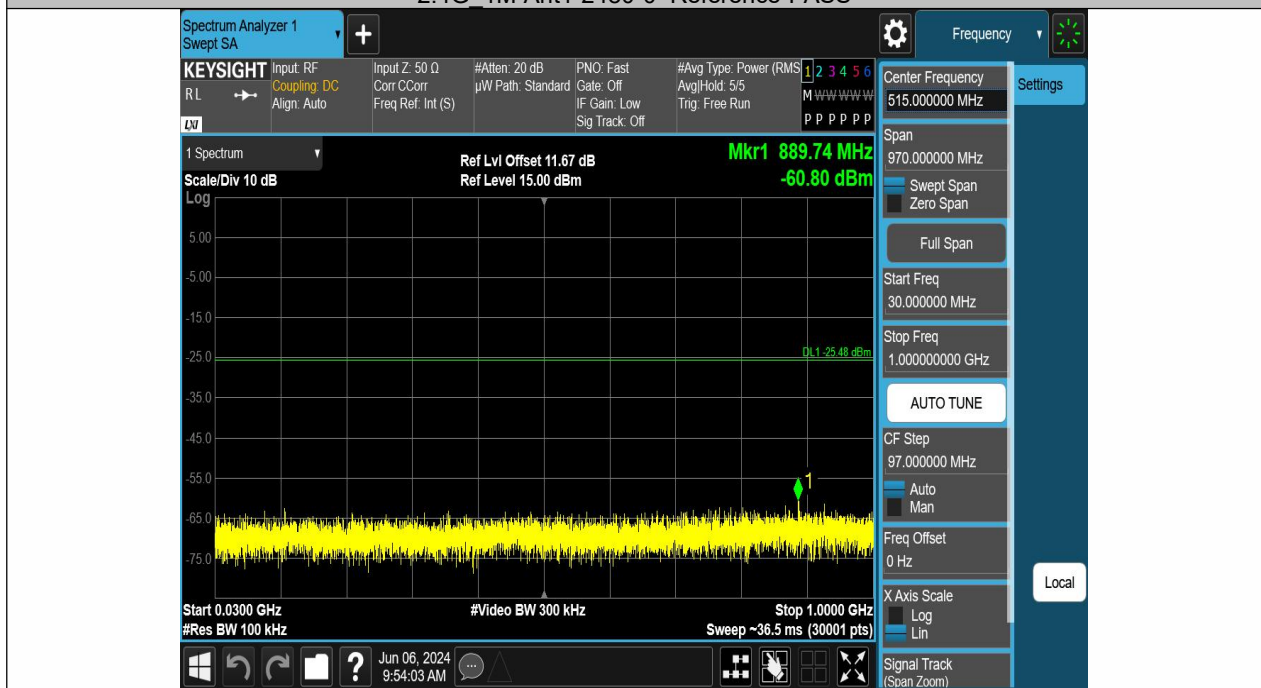 Spectrum Analyzer 1
Swept SA
Frequency
KEYSIGHT
RL
LXI
Input: RF
Coupling: DC
Align: Auto
Input Z: 50 Ω
Corr CCorr
Freq Ref: Int (S)
#Atten: 20 dB
µW Path: Standard
PNO: Fast
Gate: Off
IF Gain: Low
Sig Track: Off
#Avg Type: Power (RMS
Avg|Hold: 5/5
Trig: Free Run
1 2 3 4 5 6
M W W W W W
P P P P P P
1 Spectrum
Scale/Div 10 dB
Log
Ref Lvl Offset 11.67 dB
Ref Level 15.00 dBm
Mkr1 889.74 MHz
-60.80 dBm
5.00
-5.00
-15.0
-25.0
DL1 -25.48 dBm
-35.0
-45.0
-55.0
1
-65.0
-75.0
Start 0.0300 GHz
#Video BW 300 kHz
Stop 1.0000 GHz
#Res BW 100 kHz
Sweep ~36.5 ms (30001 pts)
Jun 06, 2024
9:54:03 AM
Center Frequency
515.000000 MHz
Settings
Span
970.000000 MHz
Swept Span
Zero Span
Full Span
Start Freq
30.000000 MHz
Stop Freq
1.000000000 GHz
AUTO TUNE
CF Step
97.000000 MHz
Auto
Man
Freq Offset
0 Hz
Local
X Axis Scale
Log
Lin
Signal Track
(Span Zoom)